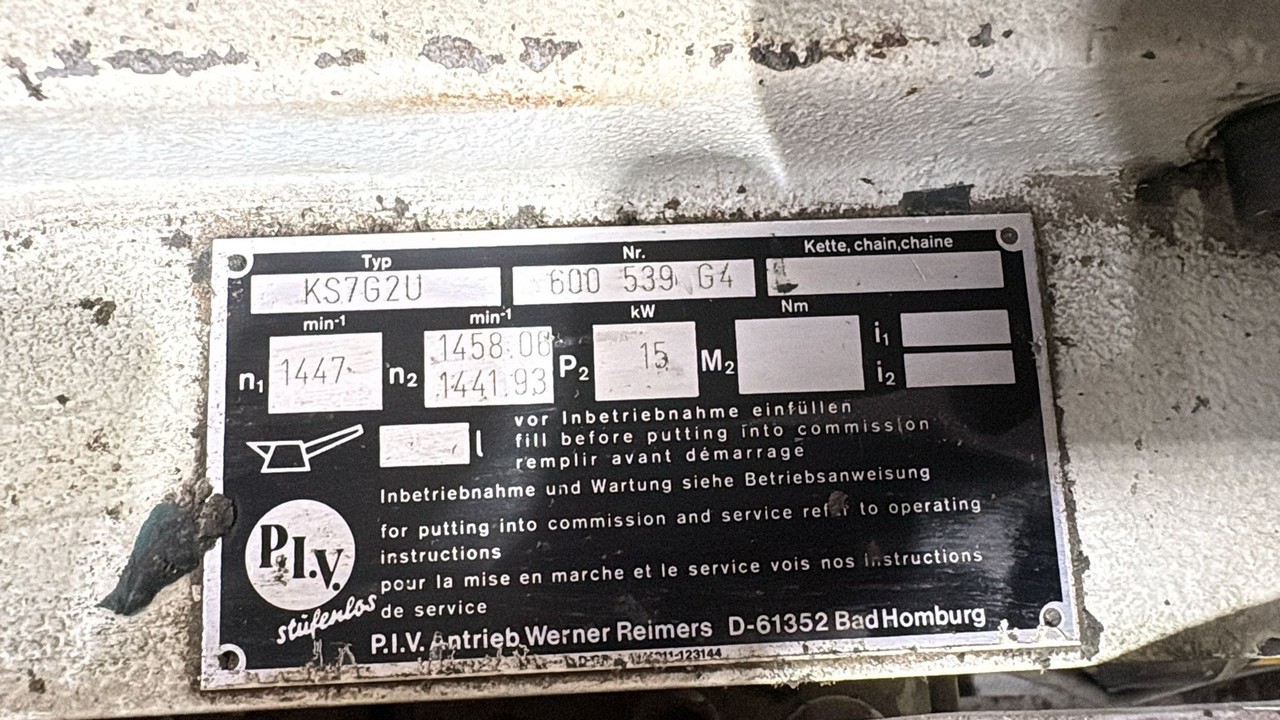 Typ Nr. Kette, chain,chaine
KS7G2U 600 539 G4
min-1 min-1 kW Nm
n1 1447 n2 1458.06 P2 15 M2 i1
1441.93 i2
l
vor Inbetriebnahme einfüllen
fill before putting into commission
remplir avant démarrage
Inbetriebnahme und Wartung siehe Betriebsanweisung
for putting into commission and service refer to operating
instructions
pour la mise en marche et le service vois nos instructions
de service
P.I.V.
stufenlos
P.I.V. Antrieb Werner Reimers D-61352 Bad Homburg